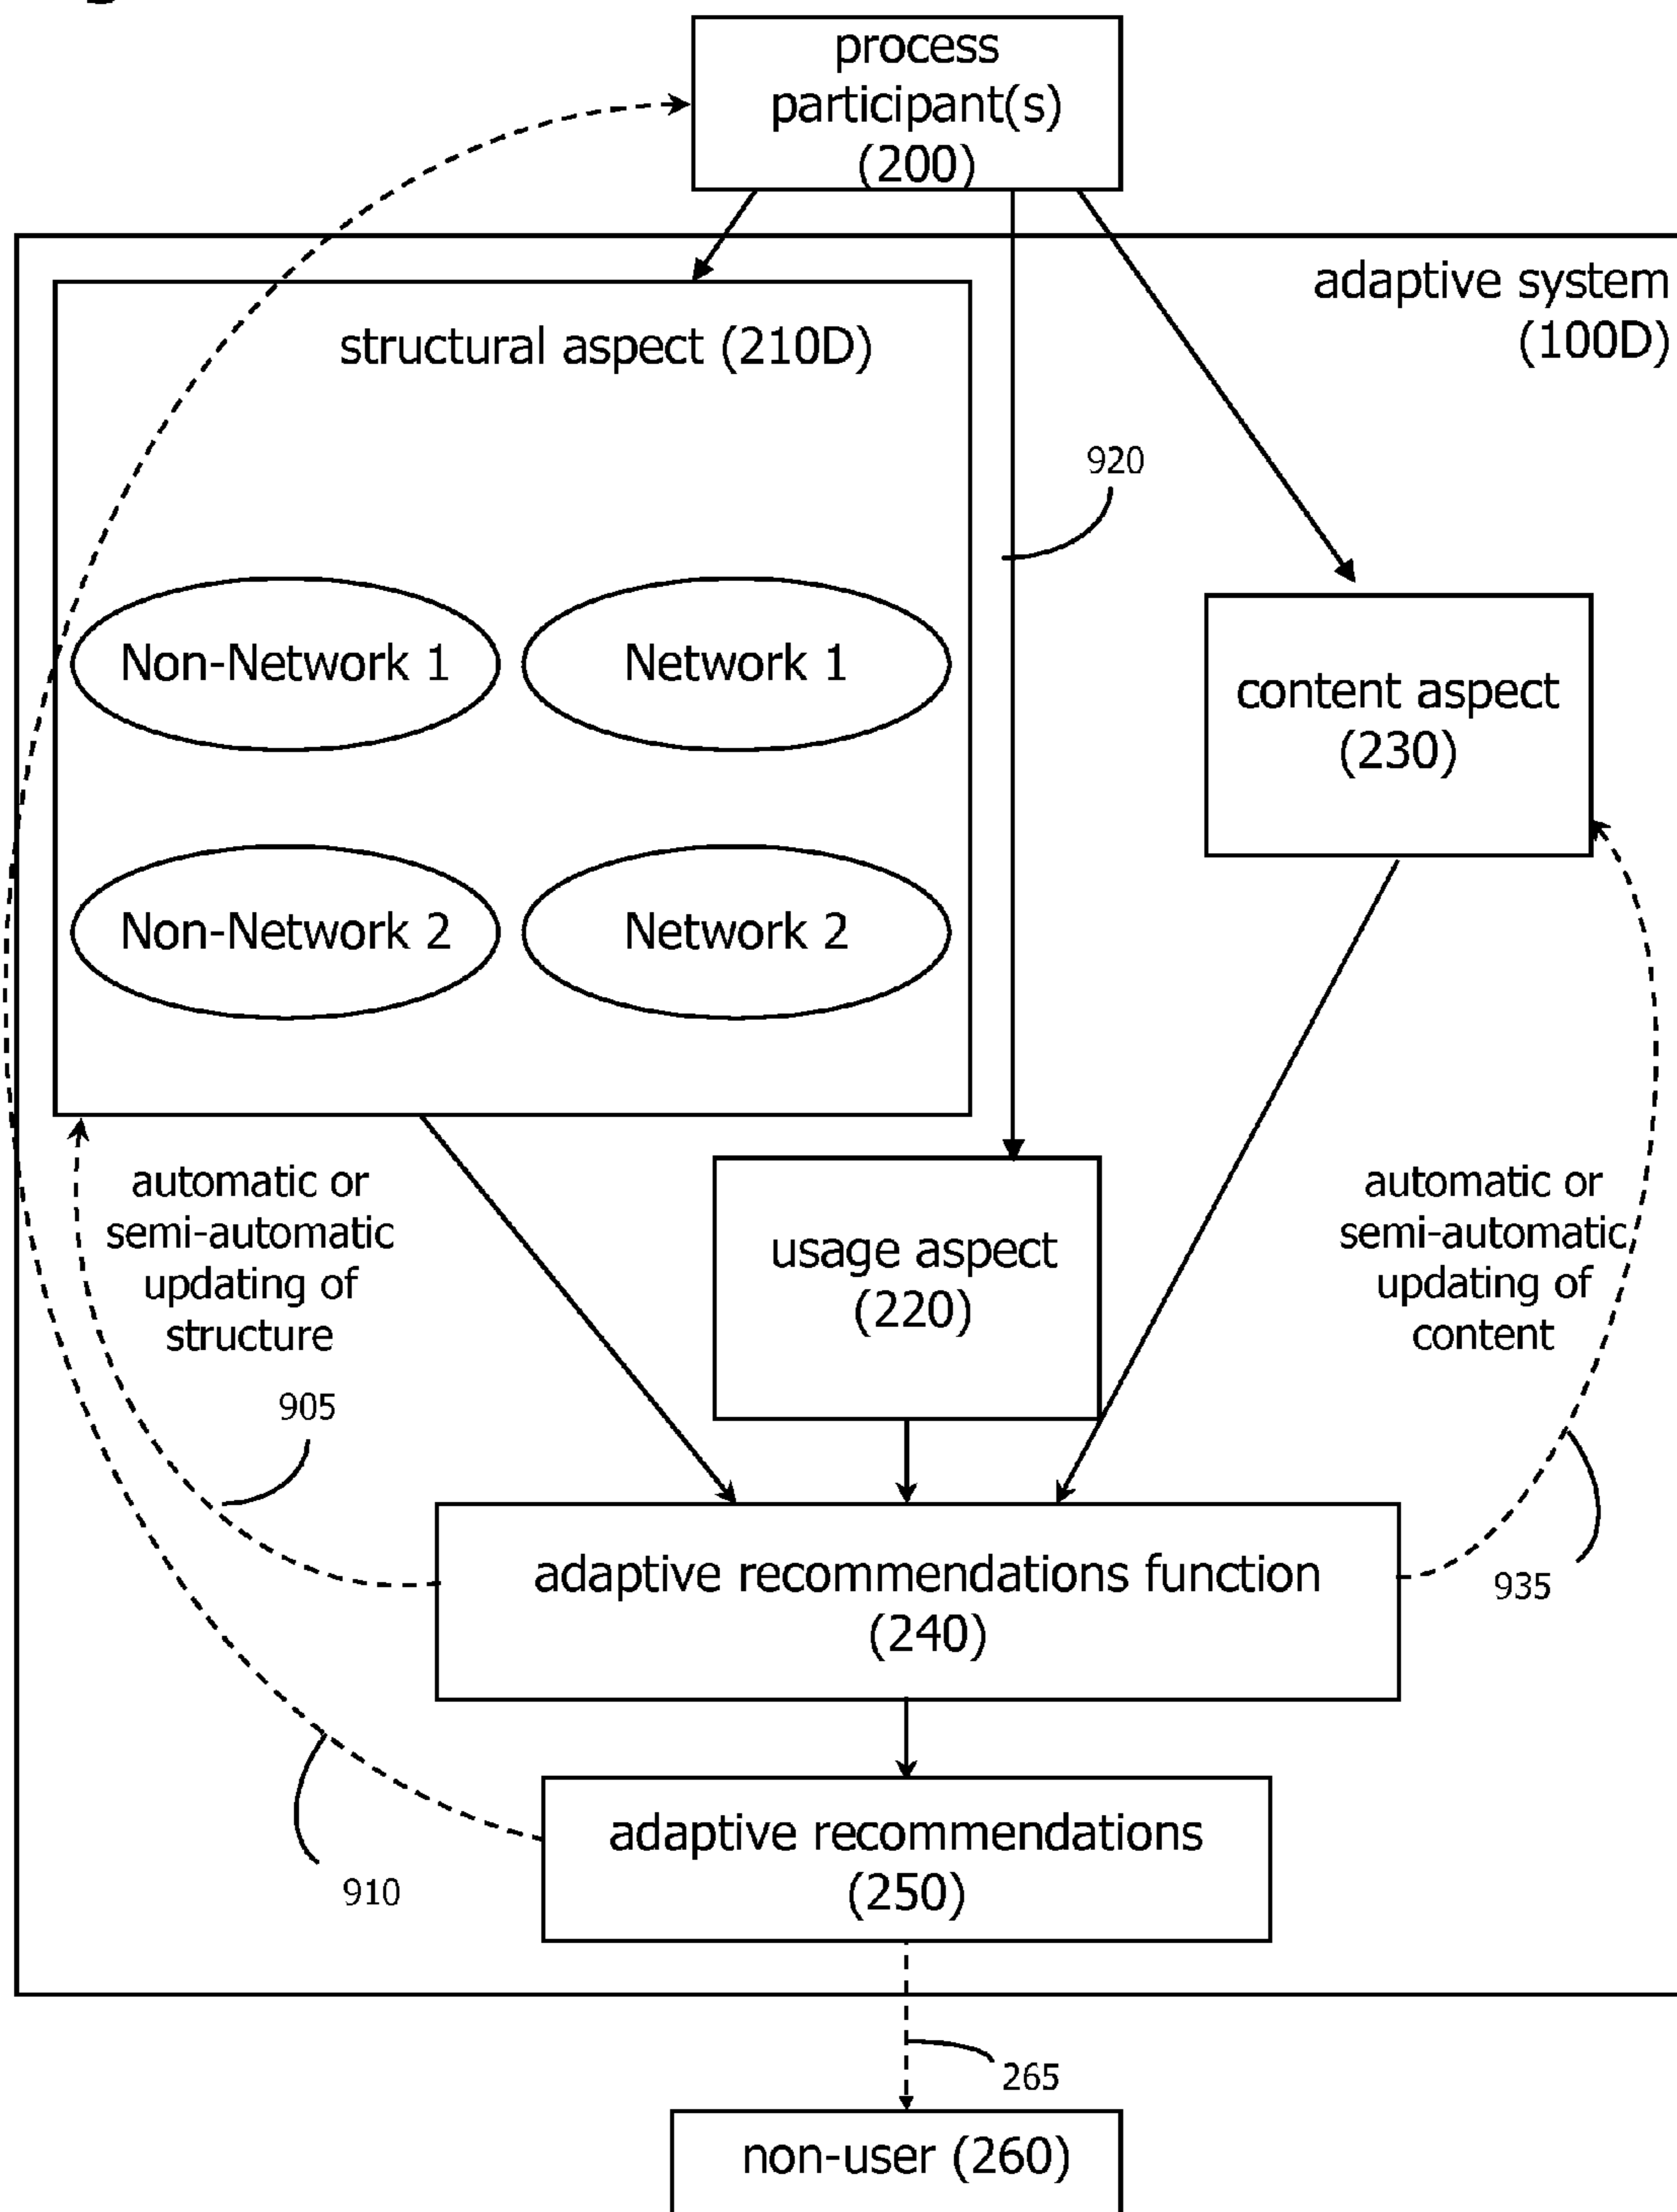 process
participant(s)
(200)
adaptive system
(100D)
structural aspect (210D)
920
Non-Network 1
Network 1
content aspect
(230)
Non-Network 2
Network 2
automatic or
semi-automatic
updating of
structure
automatic or
semi-automatic
updating of
content
usage aspect
(220)
905
adaptive recommendations function
(240)
935
adaptive recommendations
(250)
910
265
non-user (260)